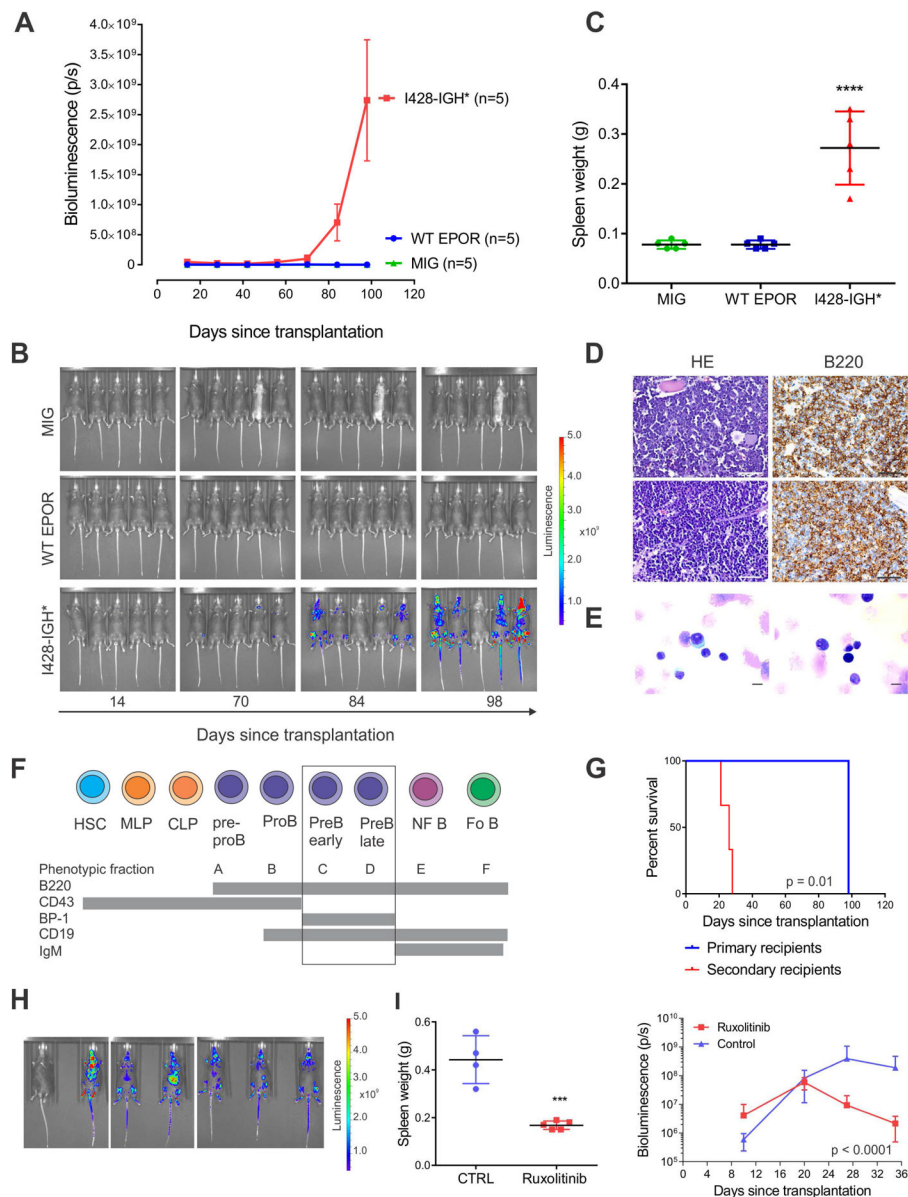 A
Bioluminescence (p/s)
4.0×10⁹
3.5×10⁹
3.0×10⁹
2.5×10⁹
2.0×10⁹
1.5×10⁹
1.0×10⁹
5.0×10⁸
0
I428-IGH* (n=5)
WT EPOR (n=5)
MIG (n=5)
0 20 40 60 80 100 120
Days since transplantation
C
Spleen weight (g)
0.4
0.3
0.2
0.1
0.0
****
MIG WT EPOR I428-IGH*
B
MIG
WT EPOR
I428-IGH*
14 70 84 98
Days since transplantation
Luminescence
x10⁹
5.0
4.0
3.0
2.0
1.0
D
HE B220
E
F
HSC MLP CLP pre-proB ProB PreB early PreB late NF B Fo B
Phenotypic fraction A B C D E F
B220
CD43
BP-1
CD19
IgM
G
Percent survival
100
50
0
p = 0.01
0 20 40 60 80 100 120
Days since transplantation
Primary recipients
Secondary recipients
H
5.0
4.0
3.0
2.0
1.0
Luminescence
x10⁹
I
Spleen weight (g)
0.6
0.4
0.2
0.0
***
CTRL Ruxolitinib
Bioluminescence (p/s)
10¹⁰
10⁹
10⁸
10⁷
10⁶
10⁵
Ruxolitinib
Control
p < 0.0001
0 4 10 16 20 24 30 36
Days since transplantation